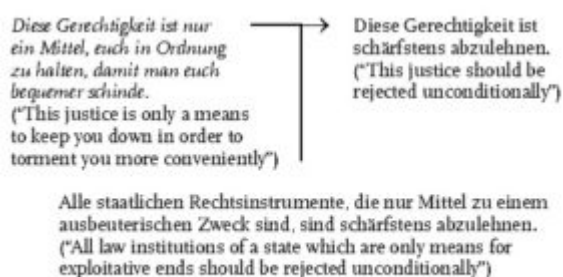 Diese Gerechtigkeit ist nur
ein Mittel, euch in Ordnung
zu halten, damit man euch
bequemer schinde.
("This justice is only a means
to keep you down in order to
torment you more conveniently")
Diese Gerechtigkeit ist
schärfstens abzulehnen.
("This justice should be
rejected unconditionally")
Alle staatlichen Rechtsinstrumente, die nur Mittel zu einem
ausbeuterischen Zweck sind, sind schärfstens abzulehnen.
("All law institutions of a state which are only means for
exploitative ends should be rejected unconditionally")